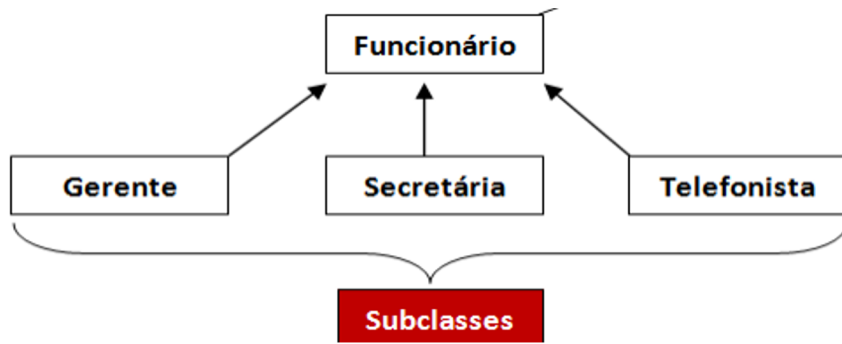 Funcionário
Gerente
Secretária
Telefonista
Subclasses